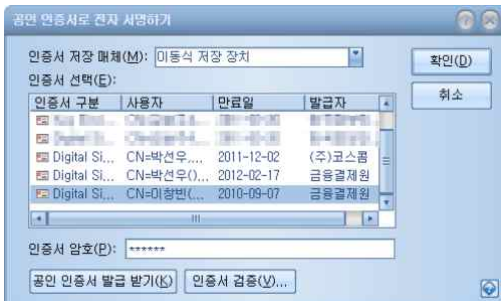 공인 인증서로 전자 서명하기
인증서 저장 매체(M): 이동식 저장 장치
확인(D)
인증서 선택(E):
취소
인증서 구분 사용자 만료일 발급자
Digital Si... CN=박선우,... 2011-12-02 (주)코스콤
Digital Si... CN=박선우()... 2012-02-17 금융결제원
Digital Si... CN=이창빈(... 2010-09-07 금융결제원
인증서 암호(P): ******
공인 인증서 발급 받기(K) 인증서 검증(V)...